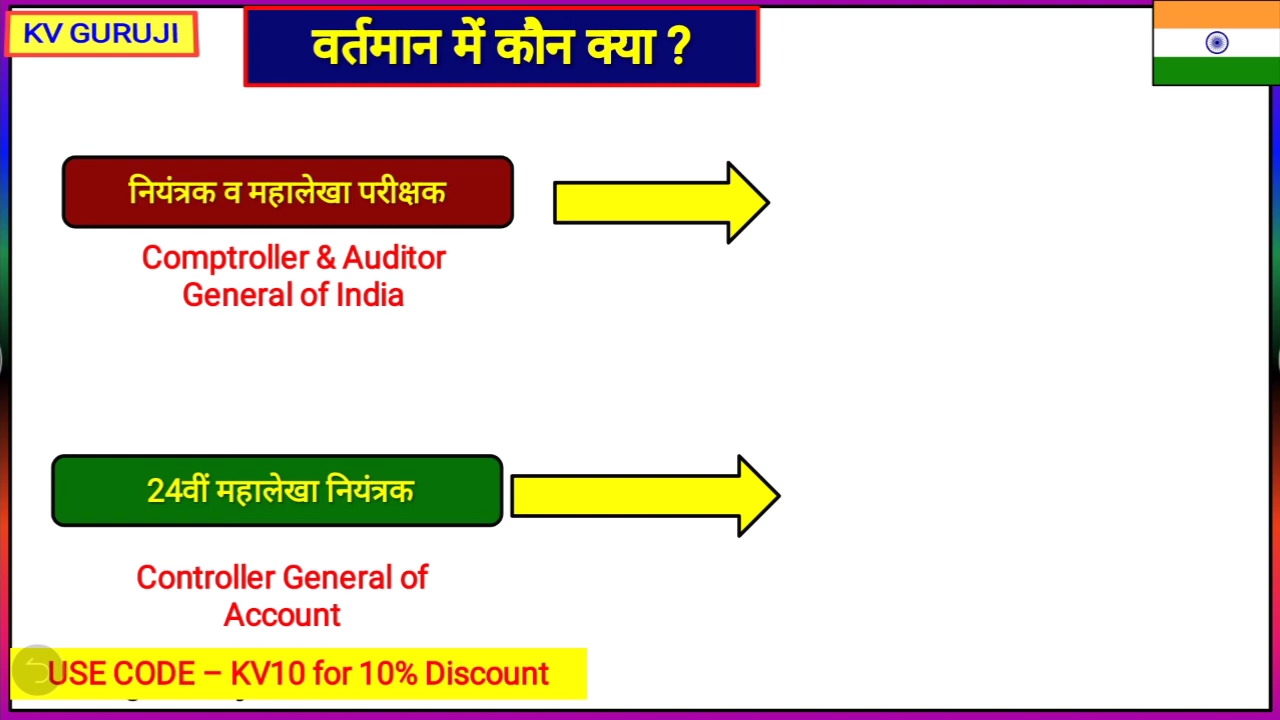 KV GURUJI
वर्तमान में कौन क्या ?
नियंत्रक व महालेखा परीक्षक
Comptroller & Auditor
General of India
24वीं महालेखा नियंत्रक
Controller General of
Account
USE CODE – KV10 for 10% Discount